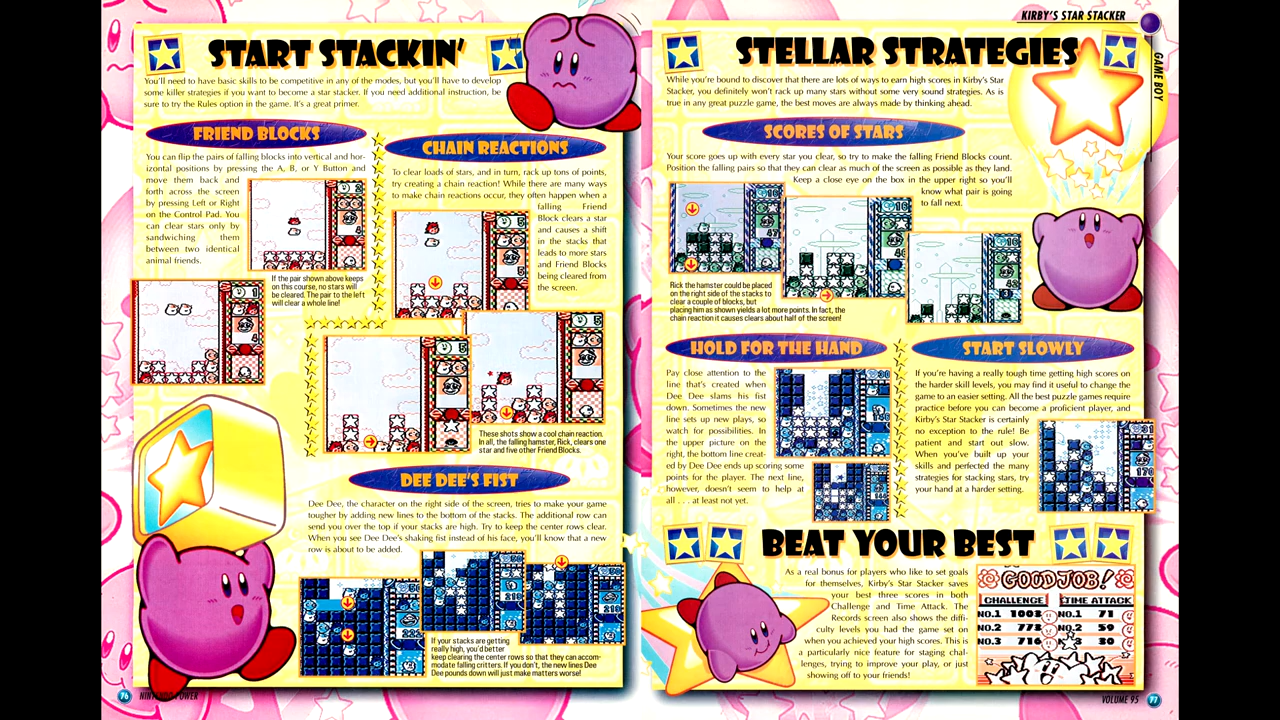 START STACKIN'
You'll need to have basic skills to be competitive in any of the modes, but you'll have to develop
some killer strategies if you want to become a star stacker. If you need additional instruction, be
sure to try the Rules option in the game. It's a great primer.
FRIEND BLOCKS
You can flip the pairs of falling blocks into vertical and hor-
izontal positions by pressing the A, B, or Y Button and
move them back and
forth across the screen
by pressing Left or Right
on the Control Pad. You
can clear stars only by
sandwiching them
between two identical
animal friends.
If the pair shown above keeps
on this course, no stars will
be cleared. The pair to the left
will clear a whole line!
CHAIN REACTIONS
To clear loads of stars, and in turn, rack up tons of points,
try creating a chain reaction! While there are many ways
to make chain reactions occur, they often happen when a
falling Friend
Block clears a star
and causes a shift
in the stacks that
leads to more stars
and Friend Blocks
being cleared from
the screen.
These shots show a cool chain reaction.
In all, the falling hamster, Rick, clears one
star and five other Friend Blocks.
DEE DEE'S FIST
Dee Dee, the character on the right side of the screen, tries to make your game
tougher by adding new lines to the bottom of the stacks. The additional row can
send you over the top if your stacks are high. Try to keep the center rows clear.
When you see Dee Dee's shaking fist instead of his face, you'll know that a new
row is about to be added.
If your stacks are getting
really high, you'd better
keep clearing the center rows so that they can accom-
modate falling critters. If you don't, the new lines Dee
Dee pounds down will just make matters worse!
76 NINTENDO POWER
KIRBY'S STAR STACKER
GAME BOY
STELLAR STRATEGIES
While you're bound to discover that there are lots of ways to earn high scores in Kirby's Star
Stacker, you definitely won't rack up many stars without some very sound strategies. As is
true in any great puzzle game, the best moves are always made by thinking ahead.
SCORES OF STARS
Your score goes up with every star you clear, so try to make the falling Friend Blocks count.
Position the falling pairs so that they can clear as much of the screen as possible as they land.
Keep a close eye on the box in the upper right so you'll
know what pair is going
to fall next.
Rick the hamster could be placed
on the right side of the stacks to
clear a couple of blocks, but
placing him as shown yields a lot more points. In fact, the
chain reaction it causes clears about half of the screen!
HOLD FOR THE HAND
Pay close attention to the
line that's created when
Dee Dee slams his fist
down. Sometimes the new
line sets up new plays, so
watch for possibilities. In
the upper picture on the
right, the bottom line creat-
ed by Dee Dee ends up scoring some
points for the player. The next line,
however, doesn't seem to help at
all . . . at least not yet.
START SLOWLY
If you're having a really tough time getting high scores on
the harder skill levels, you may find it useful to change the
game to an easier setting. All the best puzzle games require
practice before you can become a proficient player, and
Kirby's Star Stacker is certainly
no exception to the rule! Be
patient and start out slow.
When you've built up your
skills and perfected the many
strategies for stacking stars, try
your hand at a harder setting.
BEAT YOUR BEST
As a real bonus for players who like to set goals
for themselves, Kirby's Star Stacker saves
your best three scores in both
Challenge and Time Attack. The
Records screen also shows the diffi-
culty levels you had the game set on
when you achieved your high scores. This is
a particularly nice feature for staging chal-
lenges, trying to improve your play, or just
showing off to your friends!
GOOD JOB!
CHALLENGE TIME ATTACK
NO.1 1003 NO.1 71
NO.2 773 NO.2 59
NO.3 716 3 30
VOLUME 95 77